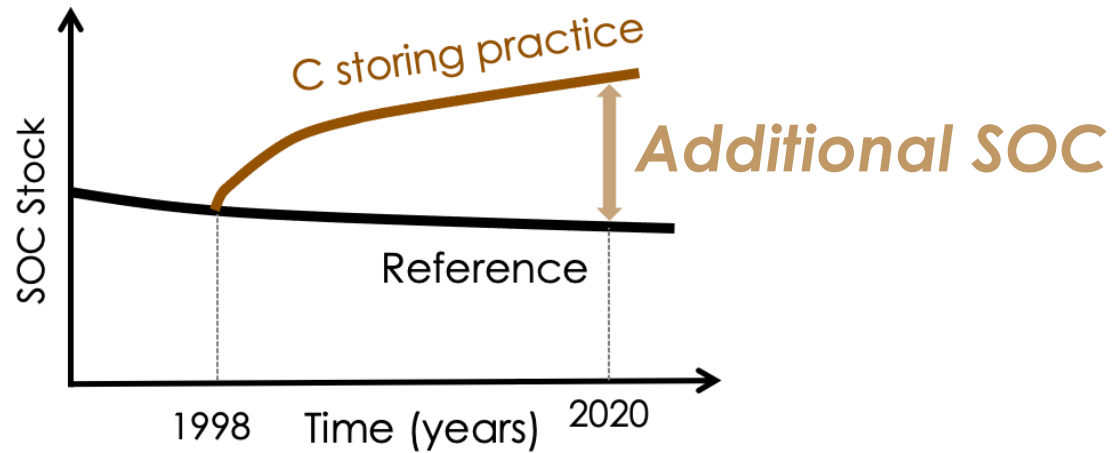 C storing practice
Additional SOC
SOC Stock
Reference
1998
Time (years)
2020